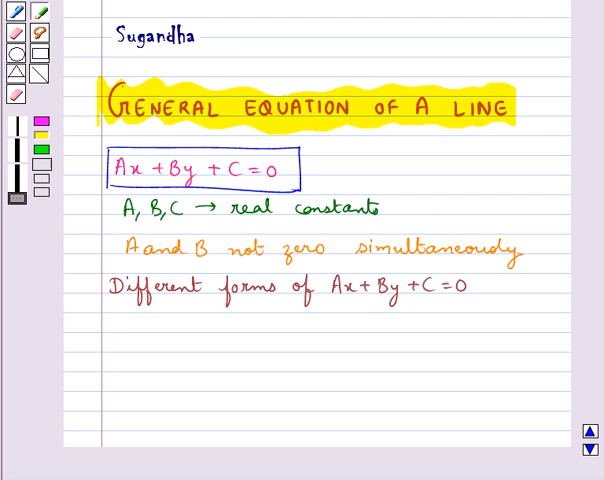 Sugandha
GENERAL EQUATION OF A LINE
Ax + By + C = 0
A, B, C → real constants
A and B not zero simultaneously
Different forms of Ax + By + C = 0